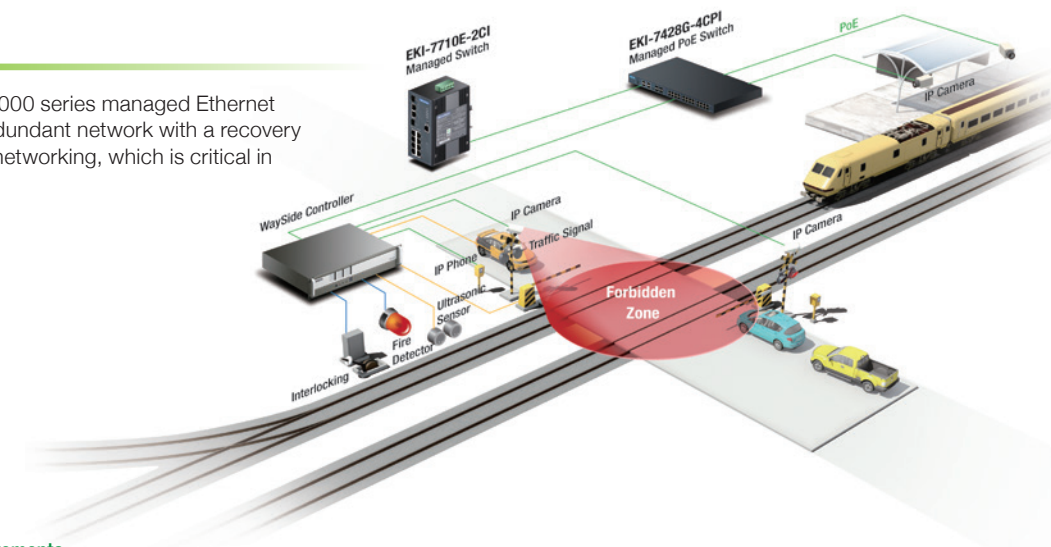 000 series managed Ethernet
dundant network with a recovery
networking, which is critical in
EKI-7710E-2CI
Managed Switch
EKI-7428G-4CPI
Managed PoE Switch
PoE
IP Camera
WaySide Controller
IP Camera
Traffic Signal
IP Phone
Ultrasonic
Sensor
Fire
Detector
Interlocking
IP Camera
Forbidden
Zone